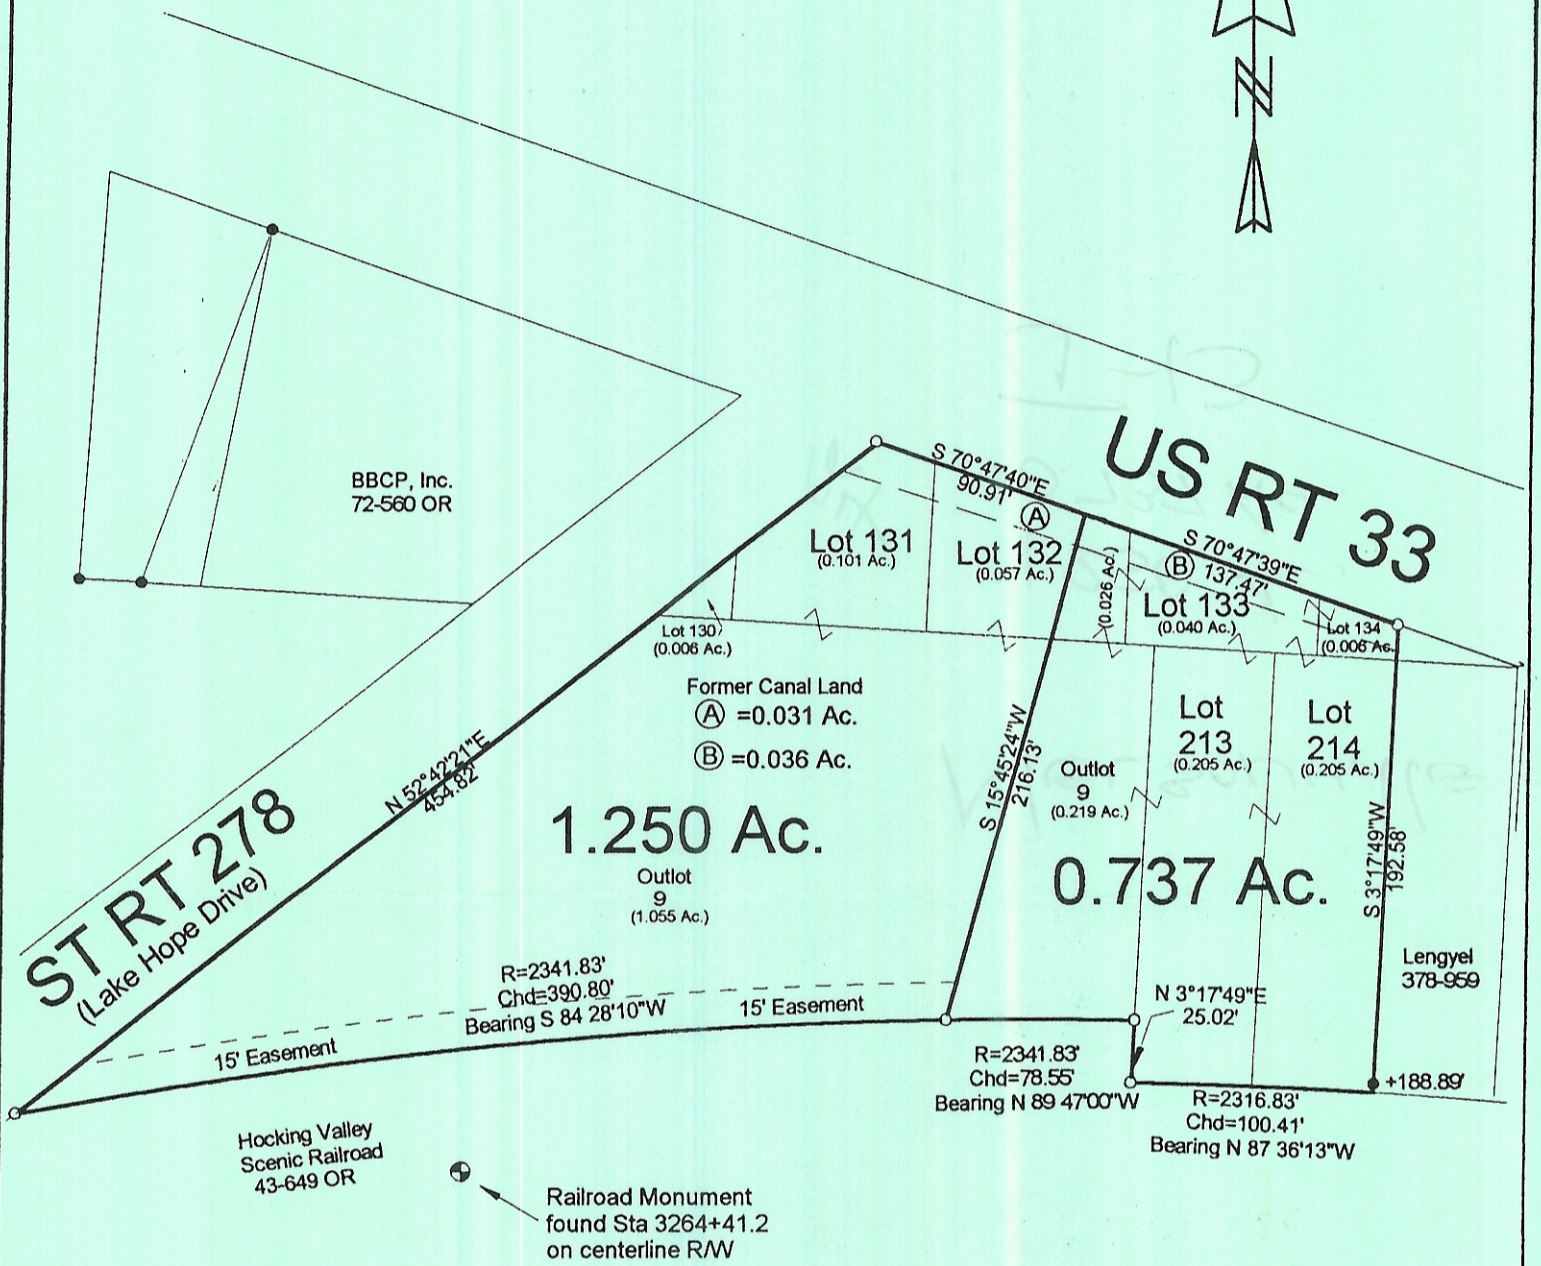 N
BBCP, Inc.
72-560 OR
US RT 33
S 70°47'40"E
90.91'
A
S 70°47'39"E
137.47'
B
Lot 131
(0.101 Ac.)
Lot 132
(0.057 Ac.)
(0.026 Ac.)
Lot 133
(0.040 Ac.)
Lot 134
(0.006 Ac.
Lot 130
(0.006 Ac.)
Former Canal Land
A =0.031 Ac.
B =0.036 Ac.
N 52°42'21"E
454.82'
S 15°45'24"W
216.13'
Outlot
9
(0.219 Ac.)
Lot
213
(0.205 Ac.)
Lot
214
(0.205 Ac.)
ST RT 278
(Lake Hope Drive)
1.250 Ac.
Outlot
9
(1.055 Ac.)
0.737 Ac.
S 3°17'49"W
192.58'
Lengyel
378-959
R=2341.83'
Chd=390.80'
Bearing S 84 28'10"W
15' Easement
15' Easement
N 3°17'49"E
25.02'
R=2341.83'
Chd=78.55'
Bearing N 89 47'00"W
+188.89'
R=2316.83'
Chd=100.41'
Bearing N 87 36'13"W
Hocking Valley
Scenic Railroad
43-649 OR
Railroad Monument
found Sta 3264+41.2
on centerline R/W